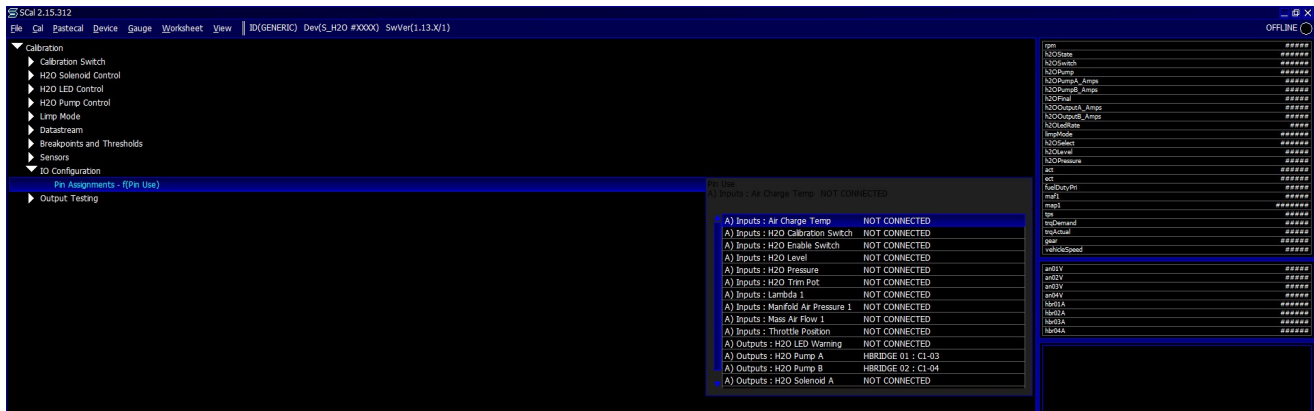 SCal 2.15.312
File Cal Pastecal Device Gauge Worksheet View ID(GENERIC) Dev(S_H2O #XXXX) SwVer(1.13.X/1) OFFLINE
Calibration
Calibration Switch
H2O Solenoid Control
H2O LED Control
H2O Pump Control
Limp Mode
Datastream
Breakpoints and Thresholds
Sensors
IO Configuration
Pin Assignments - f(Pin Use)
Output Testing
Pin Use
A) Inputs : Air Charge Temp NOT CONNECTED
A) Inputs : Air Charge Temp NOT CONNECTED
A) Inputs : H2O Calibration Switch NOT CONNECTED
A) Inputs : H2O Enable Switch NOT CONNECTED
A) Inputs : H2O Level NOT CONNECTED
A) Inputs : H2O Pressure NOT CONNECTED
A) Inputs : H2O Trim Pot NOT CONNECTED
A) Inputs : Lambda 1 NOT CONNECTED
A) Inputs : Manifold Air Pressure 1 NOT CONNECTED
A) Inputs : Mass Air Flow 1 NOT CONNECTED
A) Inputs : Throttle Position NOT CONNECTED
A) Outputs : H2O LED Warning NOT CONNECTED
A) Outputs : H2O Pump A HBRIDGE 01 : C1-03
A) Outputs : H2O Pump B HBRIDGE 02 : C1-04
A) Outputs : H2O Solenoid A NOT CONNECTED
rpm #####
h2OState ######
h2OSwitch ######
h2OPump ######
h2OPumpA_Amps #####
h2OPumpB_Amps #####
h2OFinal #####
h2OOutputA_Amps #####
h2OOutputB_Amps #####
h2OLedRate ####
limpMode ######
h2OSelect ######
h2OLevel #####
h2OPressure #####
act ######
ect ######
fuelDutyPri #####
maf1 #####
map1 #######
tps #####
trqDemand #####
trqActual #####
gear ######
vehicleSpeed #####
an01V #####
an02V #####
an03V #####
an04V #####
hbr01A ######
hbr02A ######
hbr03A ######
hbr04A ######